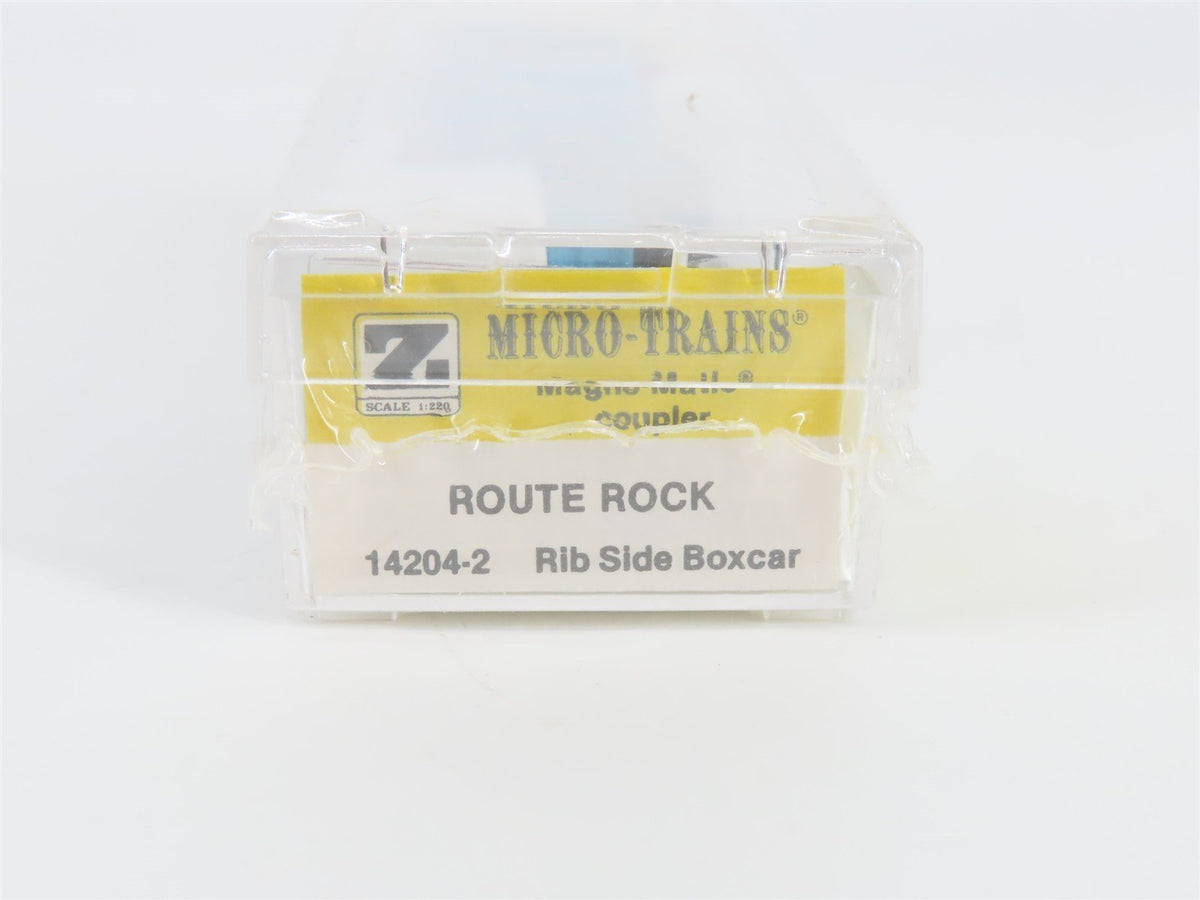 Z
SCALE 1:220
MICRO-TRAINS®
Magne-Matic®
coupler
ROUTE ROCK
14204-2 Rib Side Boxcar